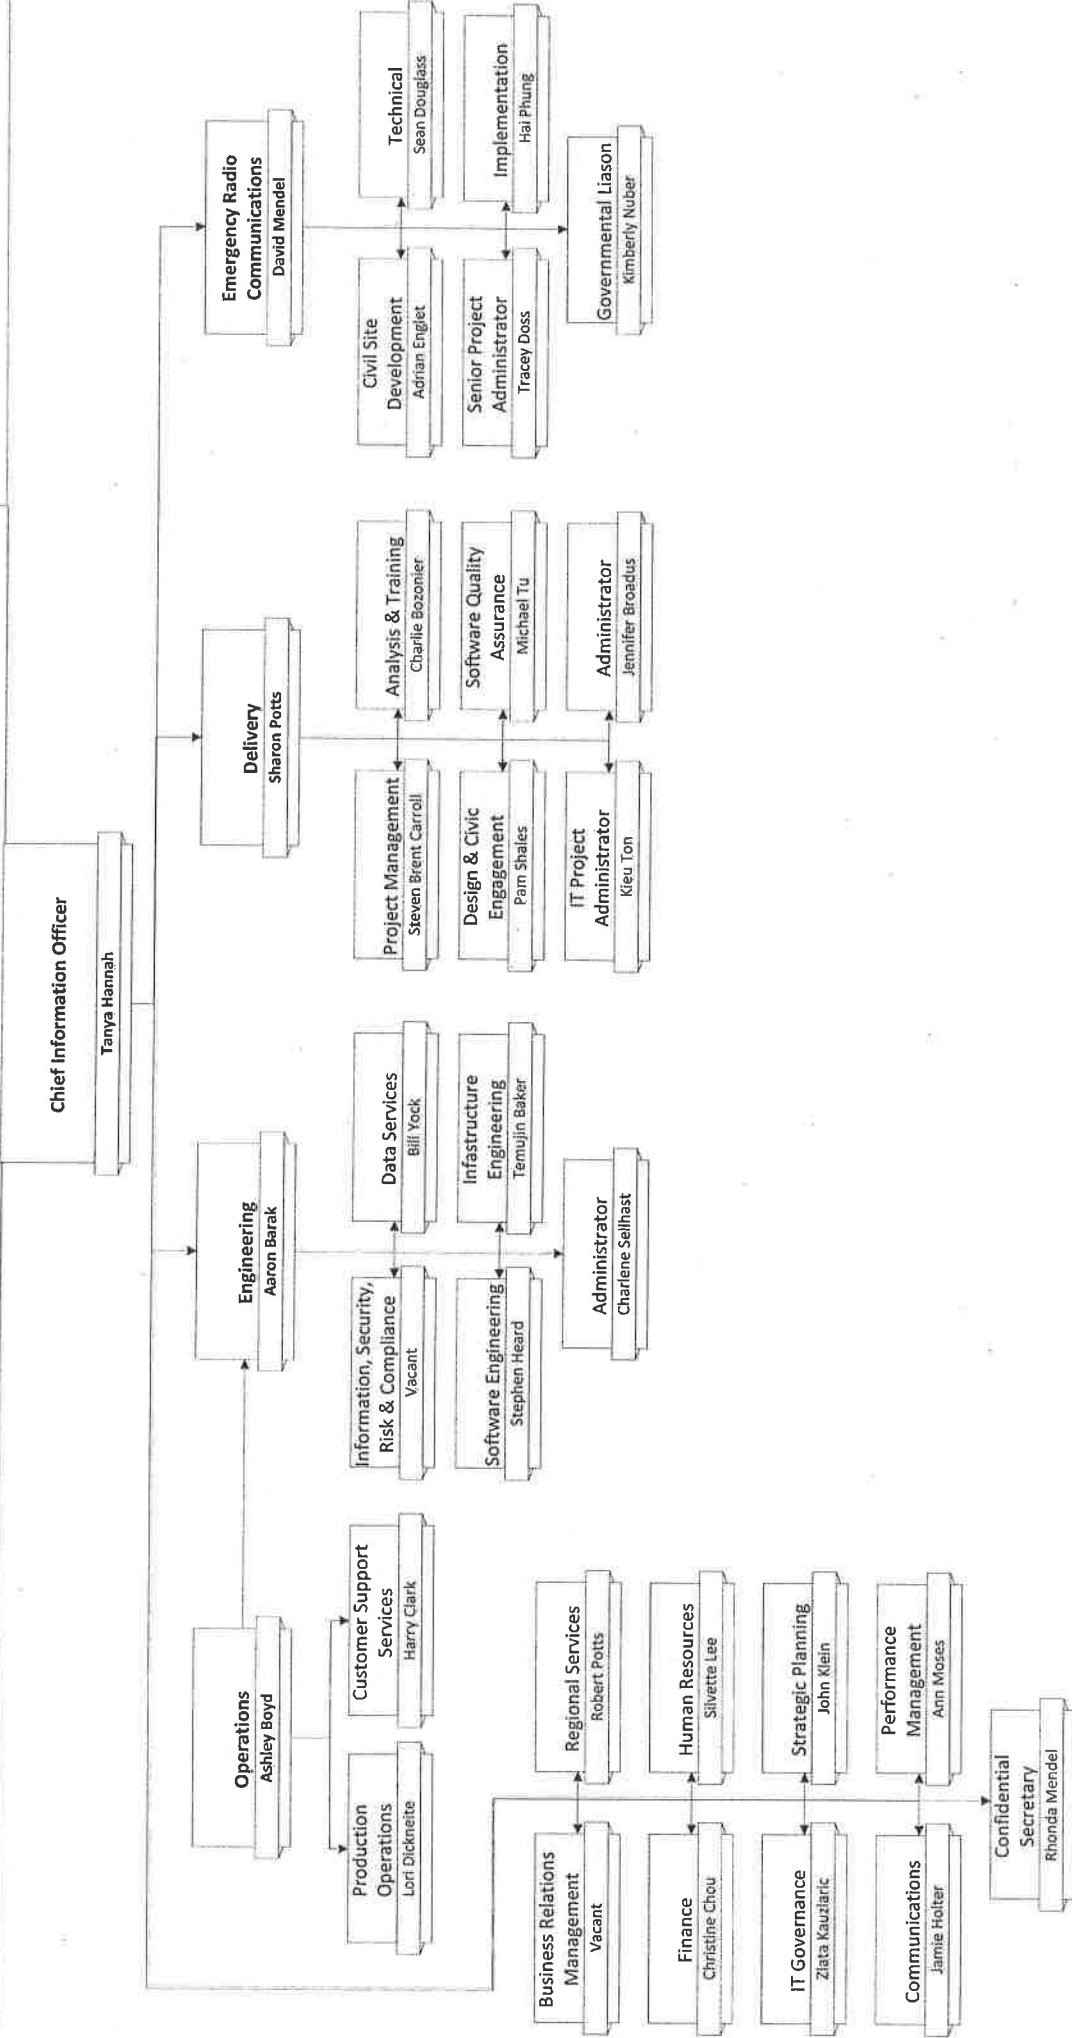 Chief Information Officer
Tanya Hannah
Operations
Ashley Boyd
Engineering
Aaron Barak
Delivery
Sharon Potts
Emergency Radio
Communications
David Mendel
Production
Operations
Lori Dickneite
Customer Support
Services
Harry Clark
Information, Security,
Risk & Compliance
Vacant
Data Services
Bill Yock
Software Engineering
Stephen Heard
Infastructure
Engineering
Temujin Baker
Administrator
Charlene Sellhast
Project Management
Steven Brent Carroll
Analysis & Training
Charlie Bozonier
Design & Civic
Engagement
Pam Shales
Software Quality
Assurance
Michael Tu
IT Project
Administrator
Kieu Ton
Administrator
Jennifer Broadus
Civil Site
Development
Adrian Englet
Technical
Sean Douglass
Senior Project
Administrator
Tracey Doss
Implementation
Hai Phung
Governmental Liason
Kimberly Nuber
Business Relations
Management
Vacant
Regional Services
Robert Potts
Finance
Christine Chou
Human Resources
Silvette Lee
IT Governance
Zlata Kauzlaric
Strategic Planning
John Klein
Communications
Jamie Holter
Performance
Management
Ann Moses
Confidential
Secretary
Rhonda Mendel